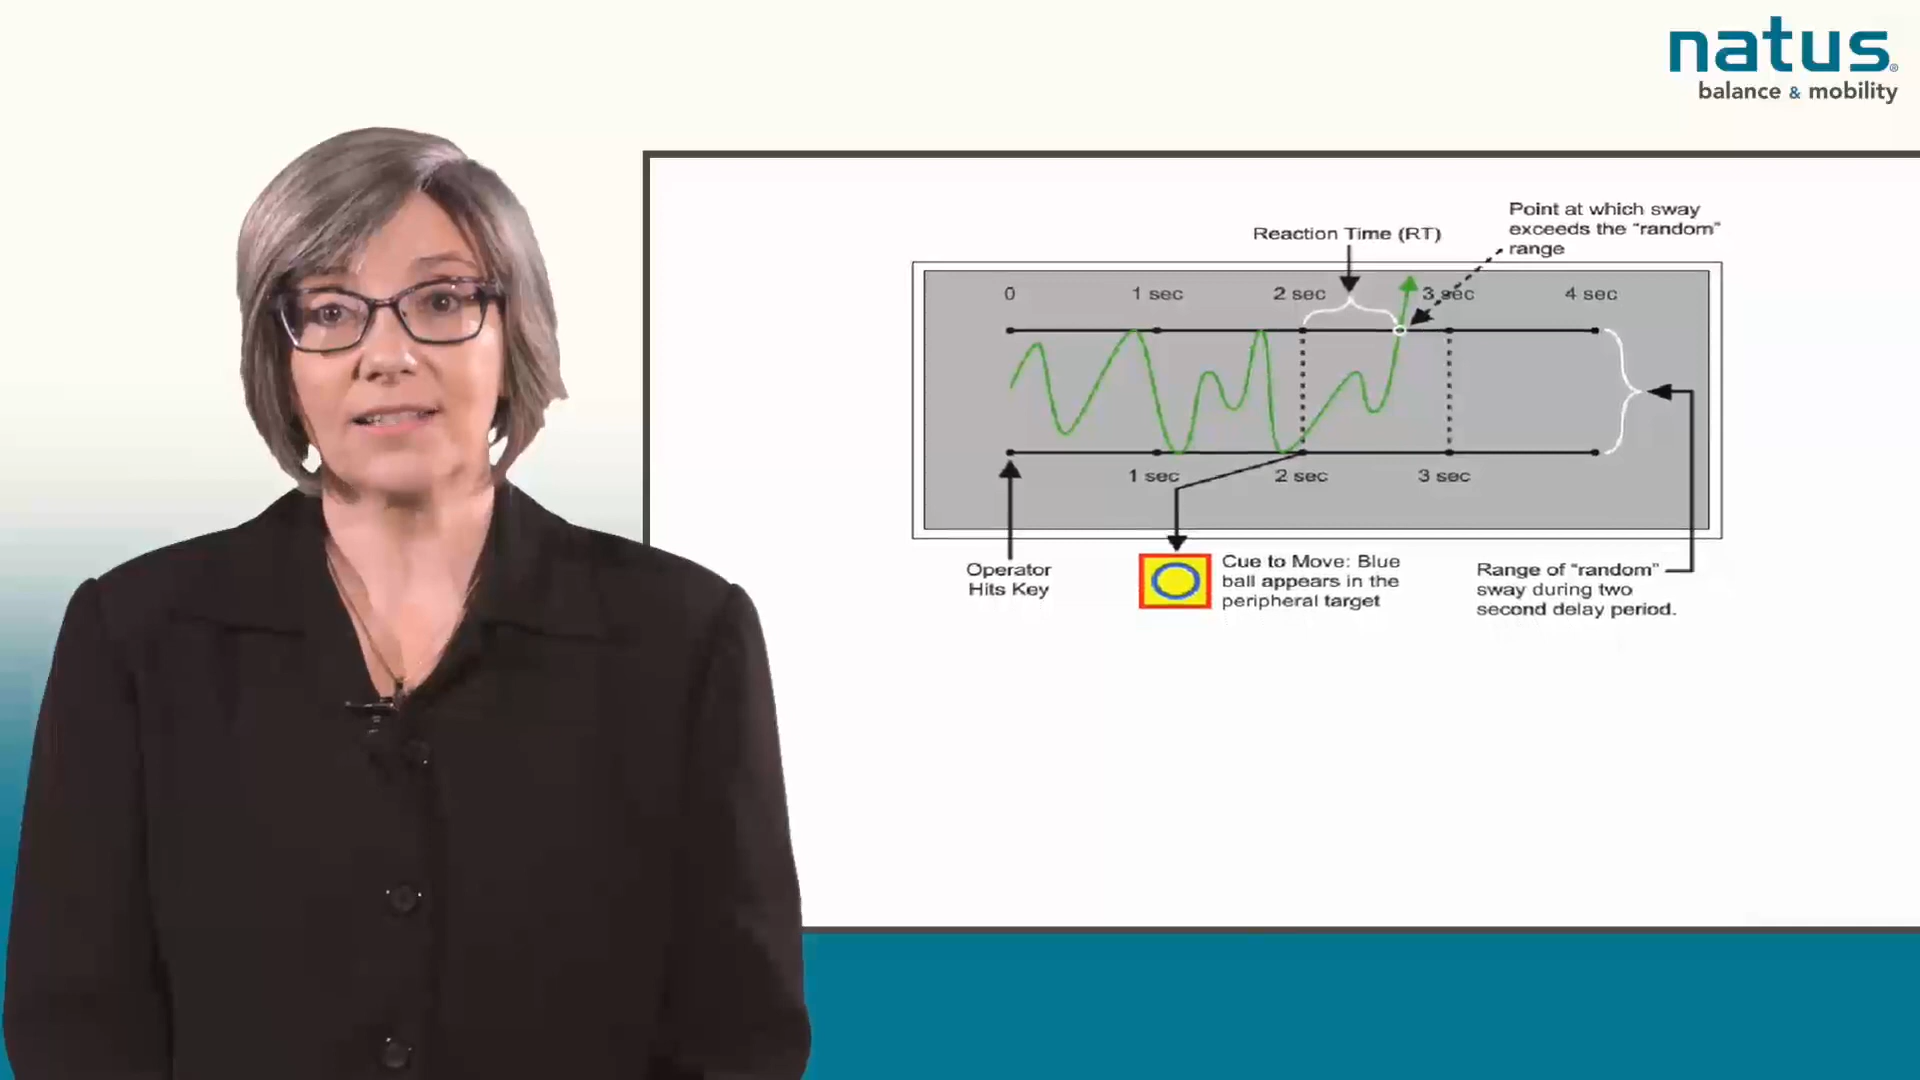 natus®
balance & mobility
Point at which sway
exceeds the “random”
range
Reaction Time (RT)
0 1 sec 2 sec 3 sec 4 sec
1 sec 2 sec 3 sec
Operator
Hits Key
Cue to Move: Blue
ball appears in the
peripheral target
Range of “random”
sway during two
second delay period.